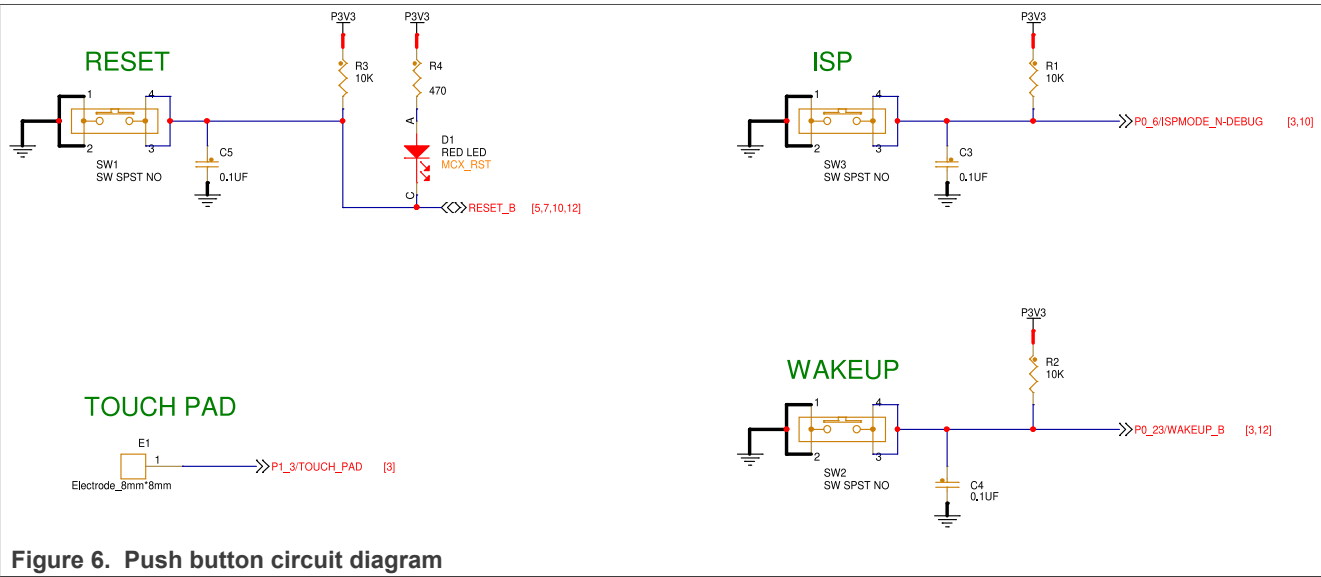 P3V3
P3V3
RESET
R3
10K
R4
470
1
4
2
3
SW1
SW SPST NO
C5
0.1UF
A
D1
RED LED
MCX_RST
C
RESET_B [5,7,10,12]
P3V3
ISP
R1
10K
1
4
2
3
SW3
SW SPST NO
C3
0.1UF
P0_6/ISPMODE_N-DEBUG [3,10]
TOUCH PAD
E1
1
Electrode_8mm*8mm
P1_3/TOUCH_PAD [3]
P3V3
WAKEUP
R2
10K
1
4
2
3
SW2
SW SPST NO
C4
0.1UF
P0_23/WAKEUP_B [3,12]
Figure 6. Push button circuit diagram